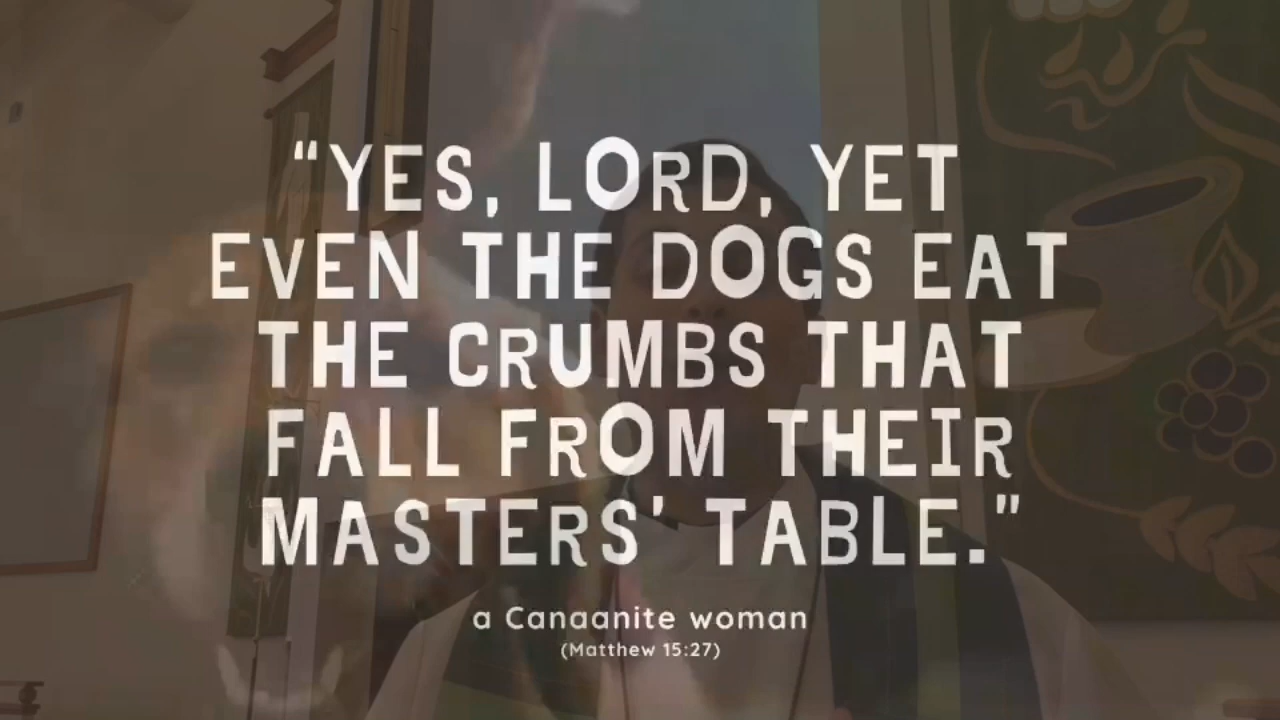 “YES, LORD, YET
EVEN THE DOGS EAT
THE CRUMBS THAT
FALL FROM THEIR
MASTERS’ TABLE.”
a Canaanite woman
(Matthew 15:27)